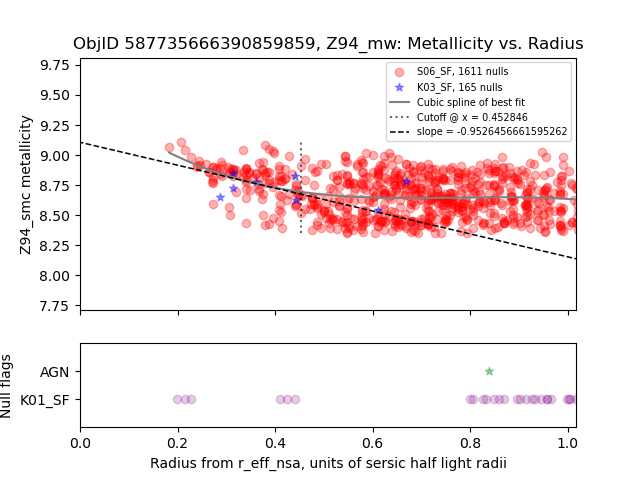 ObjID 587735666390859859, Z94_mw: Metallicity vs. Radius
9.75
9.50
9.25
9.00
8.75
8.50
8.25
8.00
7.75
Z94_smc metallicity
S06_SF, 1611 nulls
K03_SF, 165 nulls
Cubic spline of best fit
Cutoff @ x = 0.452846
slope = -0.9526456661595262
AGN
K01_SF
Null flags
0.0
0.2
0.4
0.6
0.8
1.0
Radius from r_eff_nsa, units of sersic half light radii